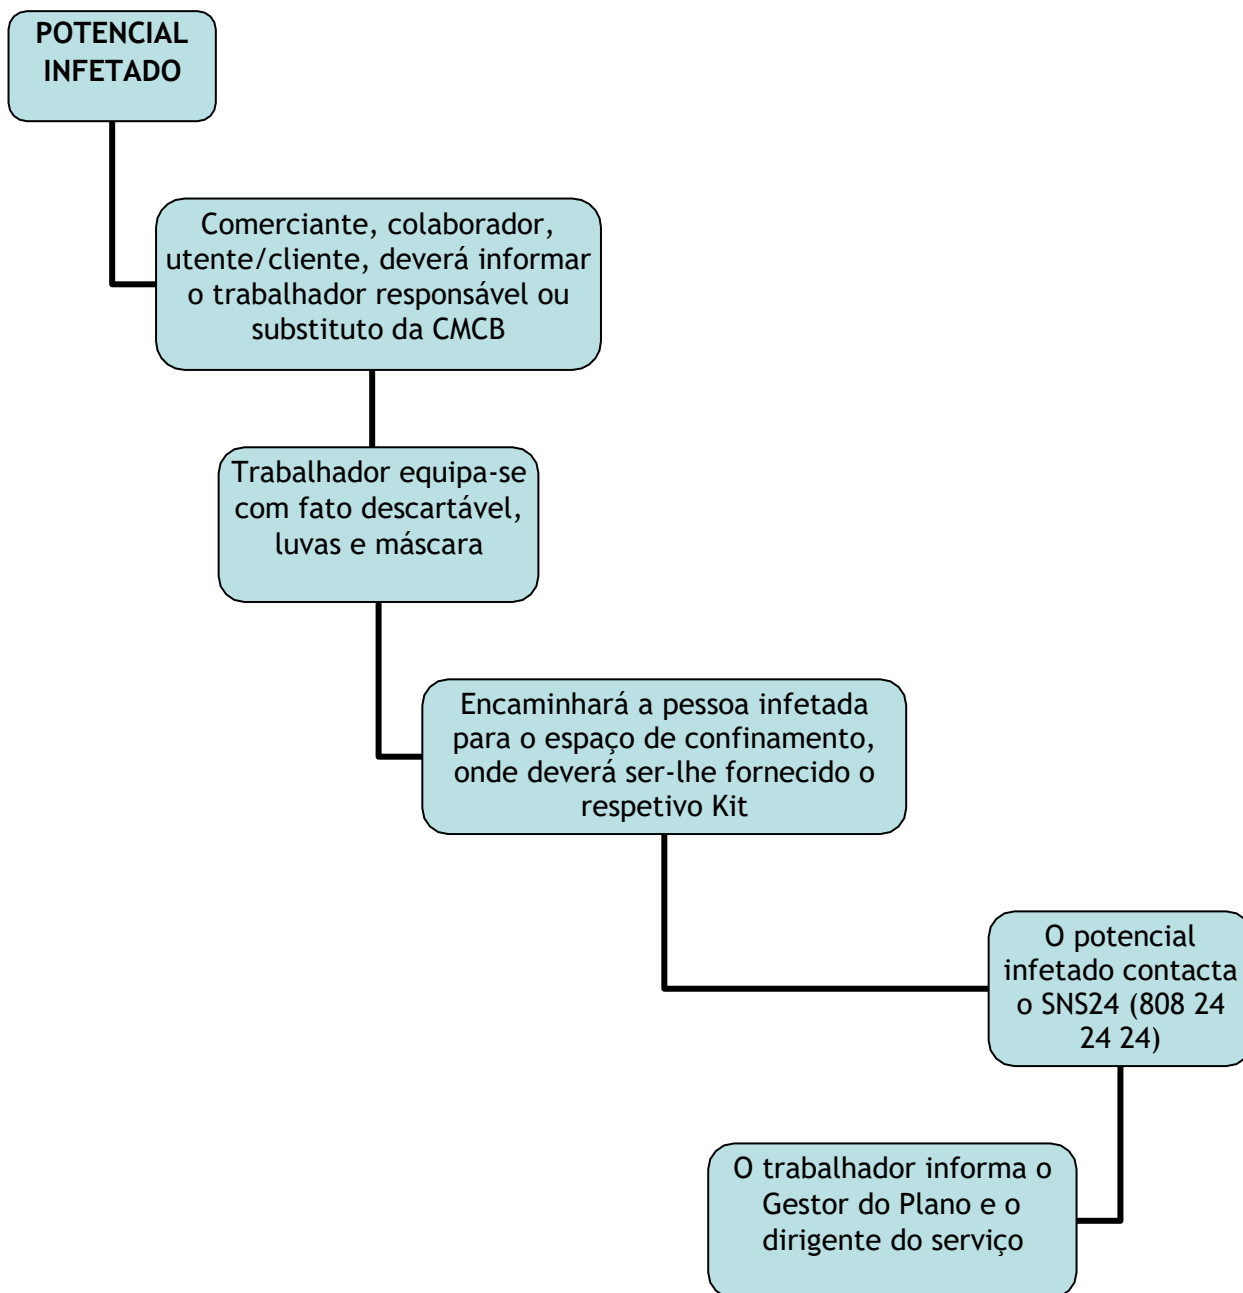 POTENCIAL
INFETADO
Comerciante, colaborador,
utente/cliente, deverá informar
o trabalhador responsável ou
substituto da CMCB
Trabalhador equipa-se
com fato descartável,
luvas e máscara
Encaminhará a pessoa infetada
para o espaço de confinamento,
onde deverá ser-lhe fornecido o
respetivo Kit
O potencial
infetado contacta
o SNS24 (808 24
24 24)
O trabalhador informa o
Gestor do Plano e o
dirigente do serviço